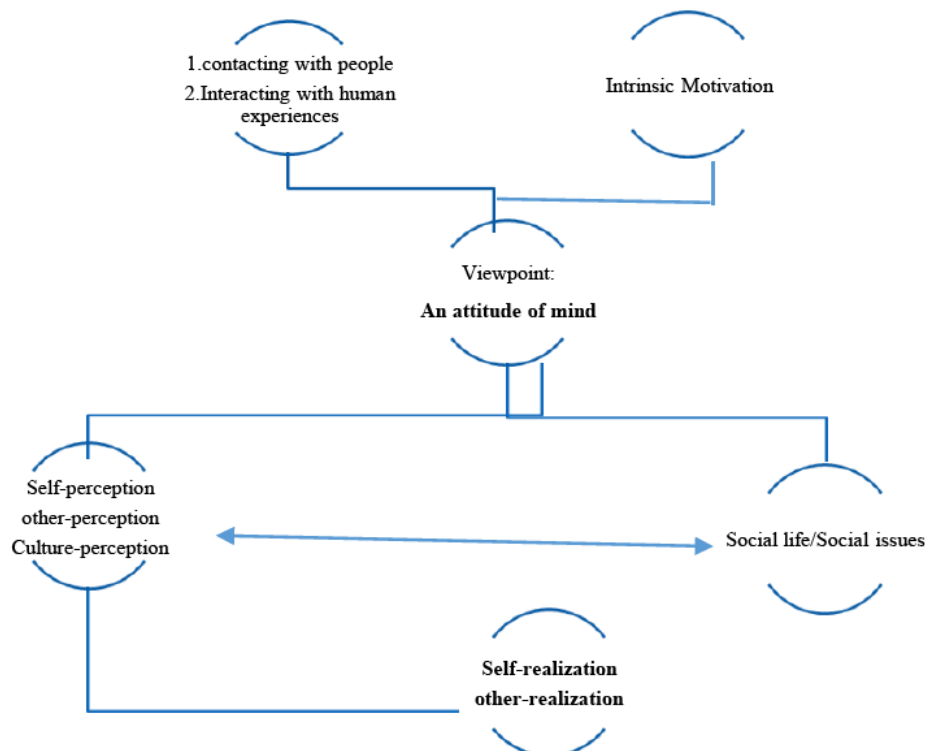 1.contacting with people
2.Interacting with human
experiences
Intrinsic Motivation
Viewpoint:
An attitude of mind
Self-perception
other-perception
Culture-perception
Social life/Social issues
Self-realization
other-realization